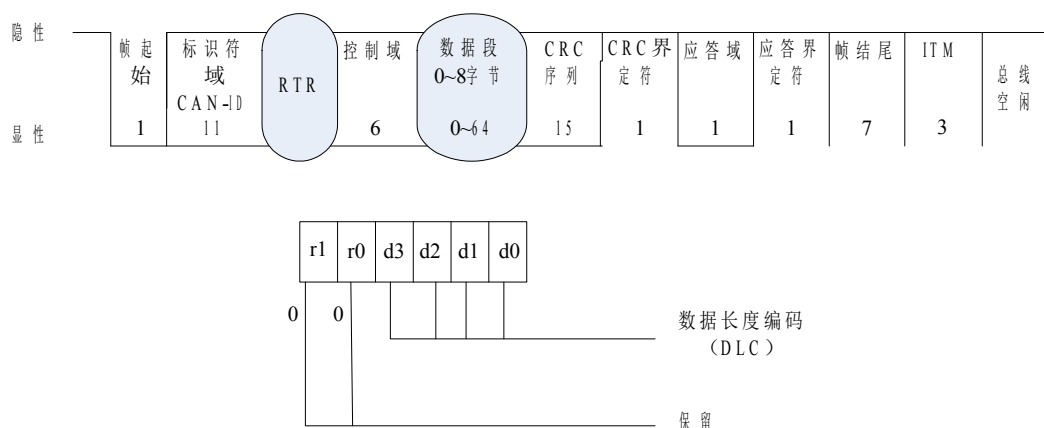 隐性
帧起始
1
标识符域
CAN-ID
11
RTR
控制域
6
数据段
0~8字节
0~64
CRC
序列
15
CRC界
定符
1
应答域
1
应答界
定符
1
帧结尾
7
ITM
3
总线
空闲
显性
r1 r0 d3 d2 d1 d0
0 0
数据长度编码
(DLC)
保留